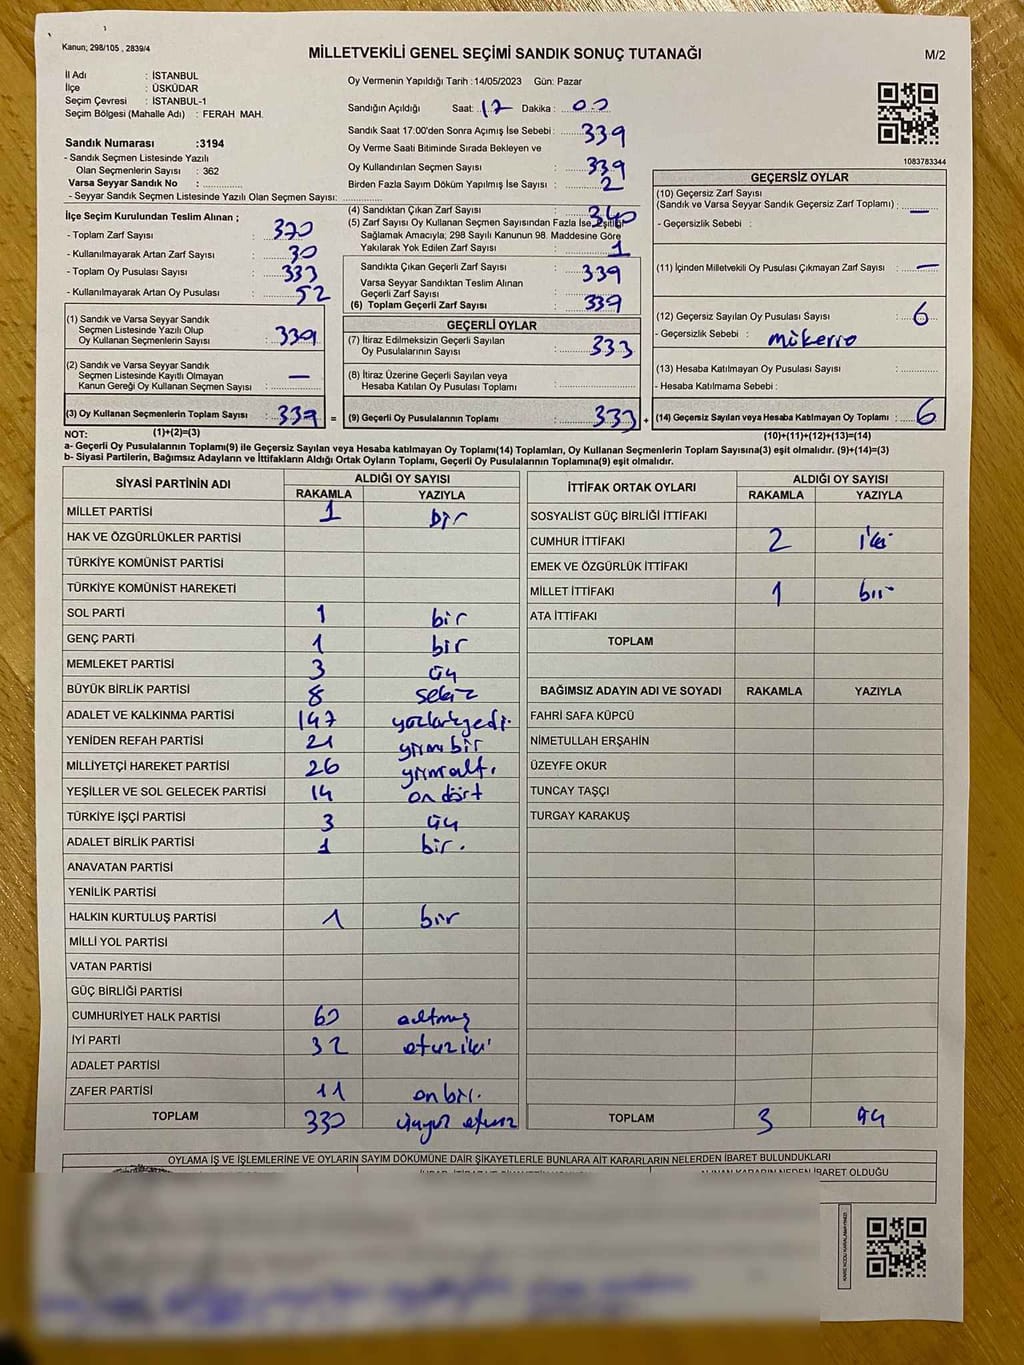 Kanun; 298/105 , 2839/4
MİLLETVEKİLİ GENEL SEÇİMİ SANDIK SONUÇ TUTANAĞI
M/2
İl Adı : İSTANBUL
İlçe : ÜSKÜDAR
Seçim Çevresi : İSTANBUL-1
Seçim Bölgesi (Mahalle Adı) : FERAH MAH.
Sandık Numarası :3194
- Sandık Seçmen Listesinde Yazılı
Olan Seçmenlerin Sayısı : 362
Varsa Seyyar Sandık No : ..............
- Seyyar Sandık Seçmen Listesinde Yazılı Olan Seçmen Sayısı: ..............
Oy Vermenin Yapıldığı Tarih : 14/05/2023 Gün: Pazar
Sandığın Açıldığı Saat: 17 Dakika : 00
Sandık Saat 17:00'den Sonra Açımış İse Sebebi : 339
Oy Verme Saati Bitiminde Sırada Bekleyen ve
Oy Kullandırılan Seçmen Sayısı : 339
Birden Fazla Sayım Döküm Yapılmış İse Sayısı : 2
1083783344
İlçe Seçim Kurulundan Teslim Alınan ;
- Toplam Zarf Sayısı : 370
- Kullanılmayarak Artan Zarf Sayısı : 30
- Toplam Oy Pusulası Sayısı : 333
- Kullanılmayarak Artan Oy Pusulası : 52
(1) Sandık ve Varsa Seyyar Sandık
Seçmen Listesinde Yazılı Olup
Oy Kullanan Seçmenlerin Sayısı : 339
(2) Sandık ve Varsa Seyyar Sandık
Seçmen Listesinde Kayıtlı Olmayan
Kanun Gereği Oy Kullanan Seçmen Sayısı : —
(3) Oy Kullanan Seçmenlerin Toplam Sayısı : 339 =
(1)+(2)=(3)
(4) Sandıktan Çıkan Zarf Sayısı : 340
(5) Zarf Sayısı Oy Kullanan Seçmen Sayısından Fazla İse, Eşitliği
Sağlamak Amacıyla; 298 Sayılı Kanunun 98. Maddesine Göre
Yakılarak Yok Edilen Zarf Sayısı : 1
Sandıkta Çıkan Geçerli Zarf Sayısı : 339
Varsa Seyyar Sandıktan Teslim Alınan
Geçerli Zarf Sayısı :
(6) Toplam Geçerli Zarf Sayısı : 339
GEÇERLİ OYLAR
(7) İtiraz Edilmeksizin Geçerli Sayılan
Oy Pusulalarının Sayısı : 333
(8) İtiraz Üzerine Geçerli Sayılan veya
Hesaba Katılan Oy Pusulası Toplamı :
(9) Geçerli Oy Pusulalarının Toplamı : 333 +
GEÇERSİZ OYLAR
(10) Geçersiz Zarf Sayısı
(Sandık ve Varsa Seyyar Sandık Geçersiz Zarf Toplamı) : —
- Geçersizlik Sebebi :
(11) İçinden Milletvekili Oy Pusulası Çıkmayan Zarf Sayısı : —
(12) Geçersiz Sayılan Oy Pusulası Sayısı : 6
- Geçersizlik Sebebi :
(13) Hesaba Katılmayan Oy Pusulası Sayısı :
- Hesaba Katılmama Sebebi :
(14) Geçersiz Sayılan veya Hesaba Katılmayan Oy Toplamı : 6
(10)+(11)+(12)+(13)=(14)
NOT:
a- Geçerli Oy Pusulalarının Toplamı(9) ile Geçersiz Sayılan veya Hesaba katılmayan Oy Toplamı(14) Toplamları, Oy Kullanan Seçmenlerin Toplam Sayısına(3) eşit olmalıdır. (9)+(14)=(3)
b- Siyasi Partilerin, Bağımsız Adayların ve İttifakların Aldığı Ortak Oyların Toplamı, Geçerli Oy Pusulalarının Toplamına(9) eşit olmalıdır.
SİYASİ PARTİNİN ADI ALDIĞI OY SAYISI
RAKAMLA YAZIYLA
MİLLET PARTİSİ 1 bir
HAK VE ÖZGÜRLÜKLER PARTİSİ
TÜRKİYE KOMÜNİST PARTİSİ
TÜRKİYE KOMÜNİST HAREKETİ
SOL PARTİ 1 bir
GENÇ PARTİ 1 bir
MEMLEKET PARTİSİ 3 üç
BÜYÜK BİRLİK PARTİSİ 8 sekiz
ADALET VE KALKINMA PARTİSİ 147 yüzkırkyedi
YENİDEN REFAH PARTİSİ 21 yirmi bir
MİLLİYETÇİ HAREKET PARTİSİ 26 yirmialtı
YEŞİLLER VE SOL GELECEK PARTİSİ 14 on dört
TÜRKİYE İŞÇİ PARTİSİ 3 üç
ADALET BİRLİK PARTİSİ 1 bir.
ANAVATAN PARTİSİ
YENİLİK PARTİSİ
HALKIN KURTULUŞ PARTİSİ 1 bir
MİLLİ YOL PARTİSİ
VATAN PARTİSİ
GÜÇ BİRLİĞİ PARTİSİ
CUMHURİYET HALK PARTİSİ 60 altmış
İYİ PARTİ 32 otuziki
ADALET PARTİSİ
ZAFER PARTİSİ 11 on bir.
TOPLAM 330 üçyüz otuz
İTTİFAK ORTAK OYLARI ALDIĞI OY SAYISI
RAKAMLA YAZIYLA
SOSYALİST GÜÇ BİRLİĞİ İTTİFAKI
CUMHUR İTTİFAKI 2 iki
EMEK VE ÖZGÜRLÜK İTTİFAKI
MİLLET İTTİFAKI 1 bir
ATA İTTİFAKI
TOPLAM
BAĞIMSIZ ADAYIN ADI VE SOYADI RAKAMLA YAZIYLA
FAHRİ SAFA KÜPCÜ
NİMETULLAH ERŞAHİN
ÜZEYFE OKUR
TUNCAY TAŞÇI
TURGAY KARAKUŞ
TOPLAM 3 üç
OYLAMA İŞ VE İŞLEMLERİNE VE OYLARIN SAYIM DÖKÜMÜNE DAİR ŞİKAYETLERLE BUNLARA AİT KARARLARIN NELERDEN İBARET BULUNDUKLARI
ALINAN KARARIN NEDEN İBARET OLDUĞU